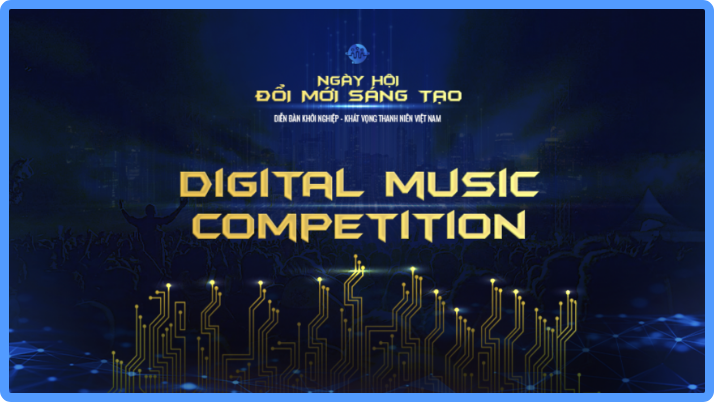 NGÀY HỘI
ĐỔI MỚI SÁNG TẠO
DIỄN ĐÀN KHỞI NGHIỆP - KHÁT VỌNG THANH NIÊN VIỆT NAM
DIGITAL MUSIC
COMPETITION